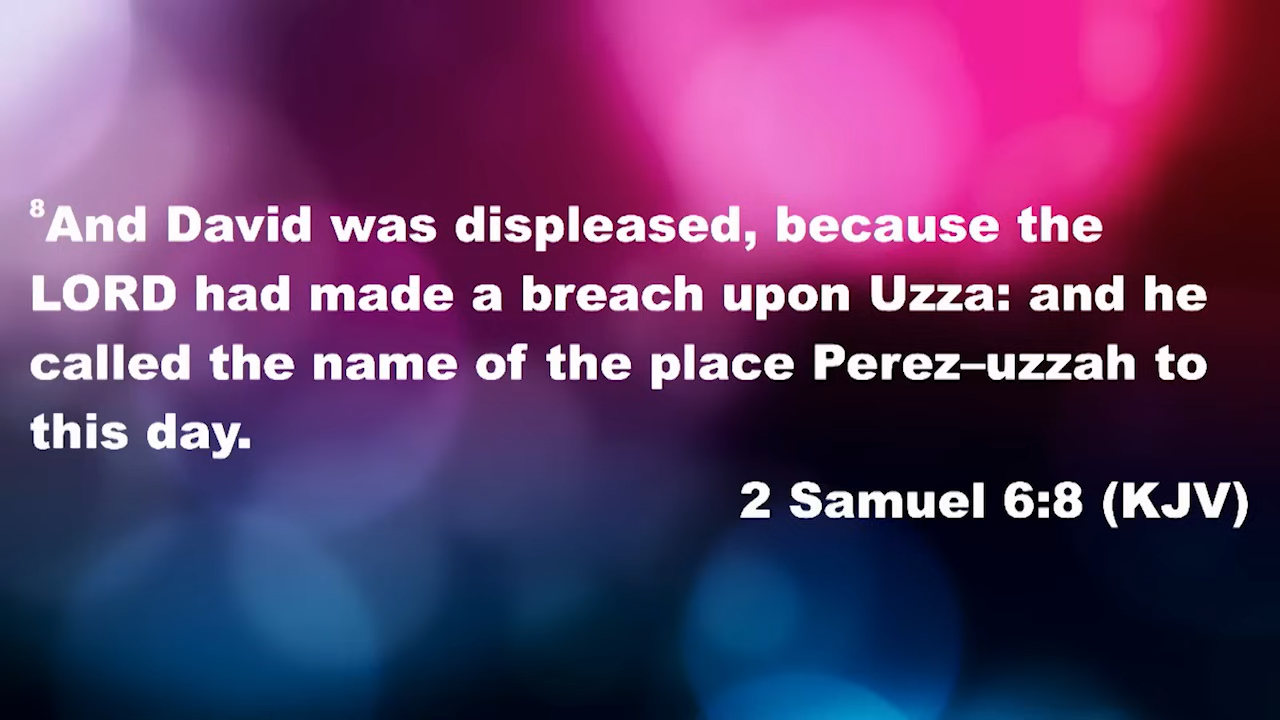 ⁸And David was displeased, because the
LORD had made a breach upon Uzza: and he
called the name of the place Perez–uzzah to
this day.
2 Samuel 6:8 (KJV)